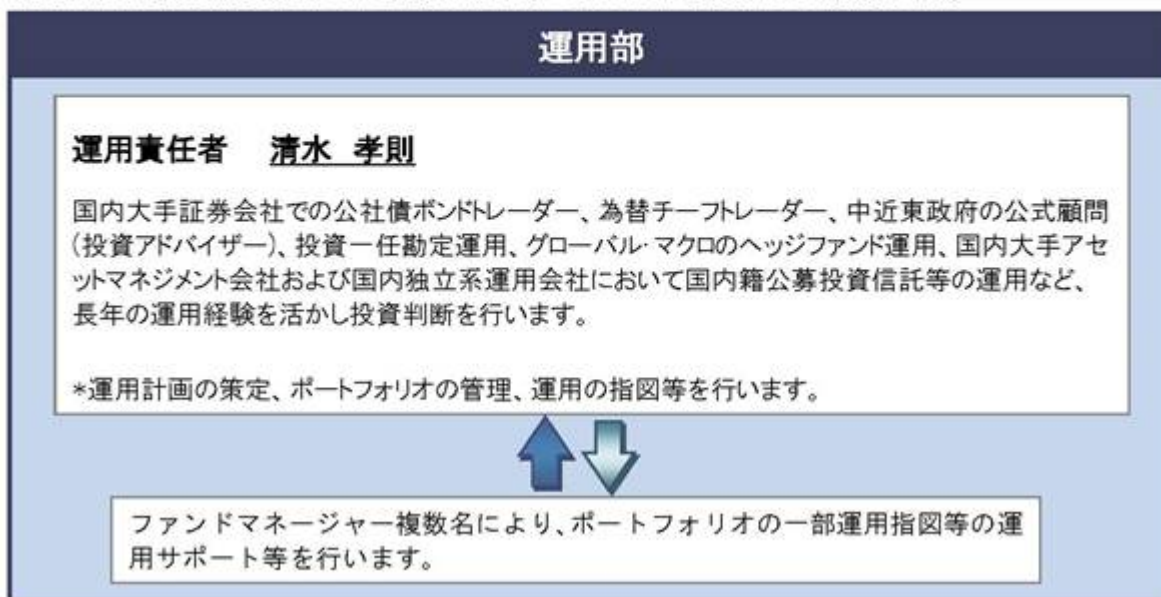 運用部
運用責任者　清水 孝則
国内大手証券会社での公社債ボンドトレーダー、為替チーフトレーダー、中近東政府の公式顧問
(投資アドバイザー)、投資一任勘定運用、グローバル・マクロのヘッジファンド運用、国内大手アセ
ットマネジメント会社および国内独立系運用会社において国内籍公募投資信託等の運用など、
長年の運用経験を活かし投資判断を行います。
*運用計画の策定、ポートフォリオの管理、運用の指図等を行います。
ファンドマネージャー複数名により、ポートフォリオの一部運用指図等の運
用サポート等を行います。